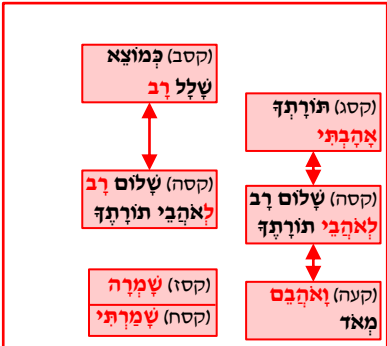 (קסב) כְּמוֹצֵא
שָׁלָל רָב
(קסג) תּוֹרָתְךָ
אָהָבְתִּי
(קסה) שָׁלוֹם רָב
לְאֹהֲבֵי תוֹרָתֶךָ
(קסה) שָׁלוֹם רָב
לְאֹהֲבֵי תוֹרָתֶךָ
(קסז) שָׁמְרָה
(קסח) שָׁמַרְתִּי
(קעה) וָאֹהֲבֵם
מְאֹד